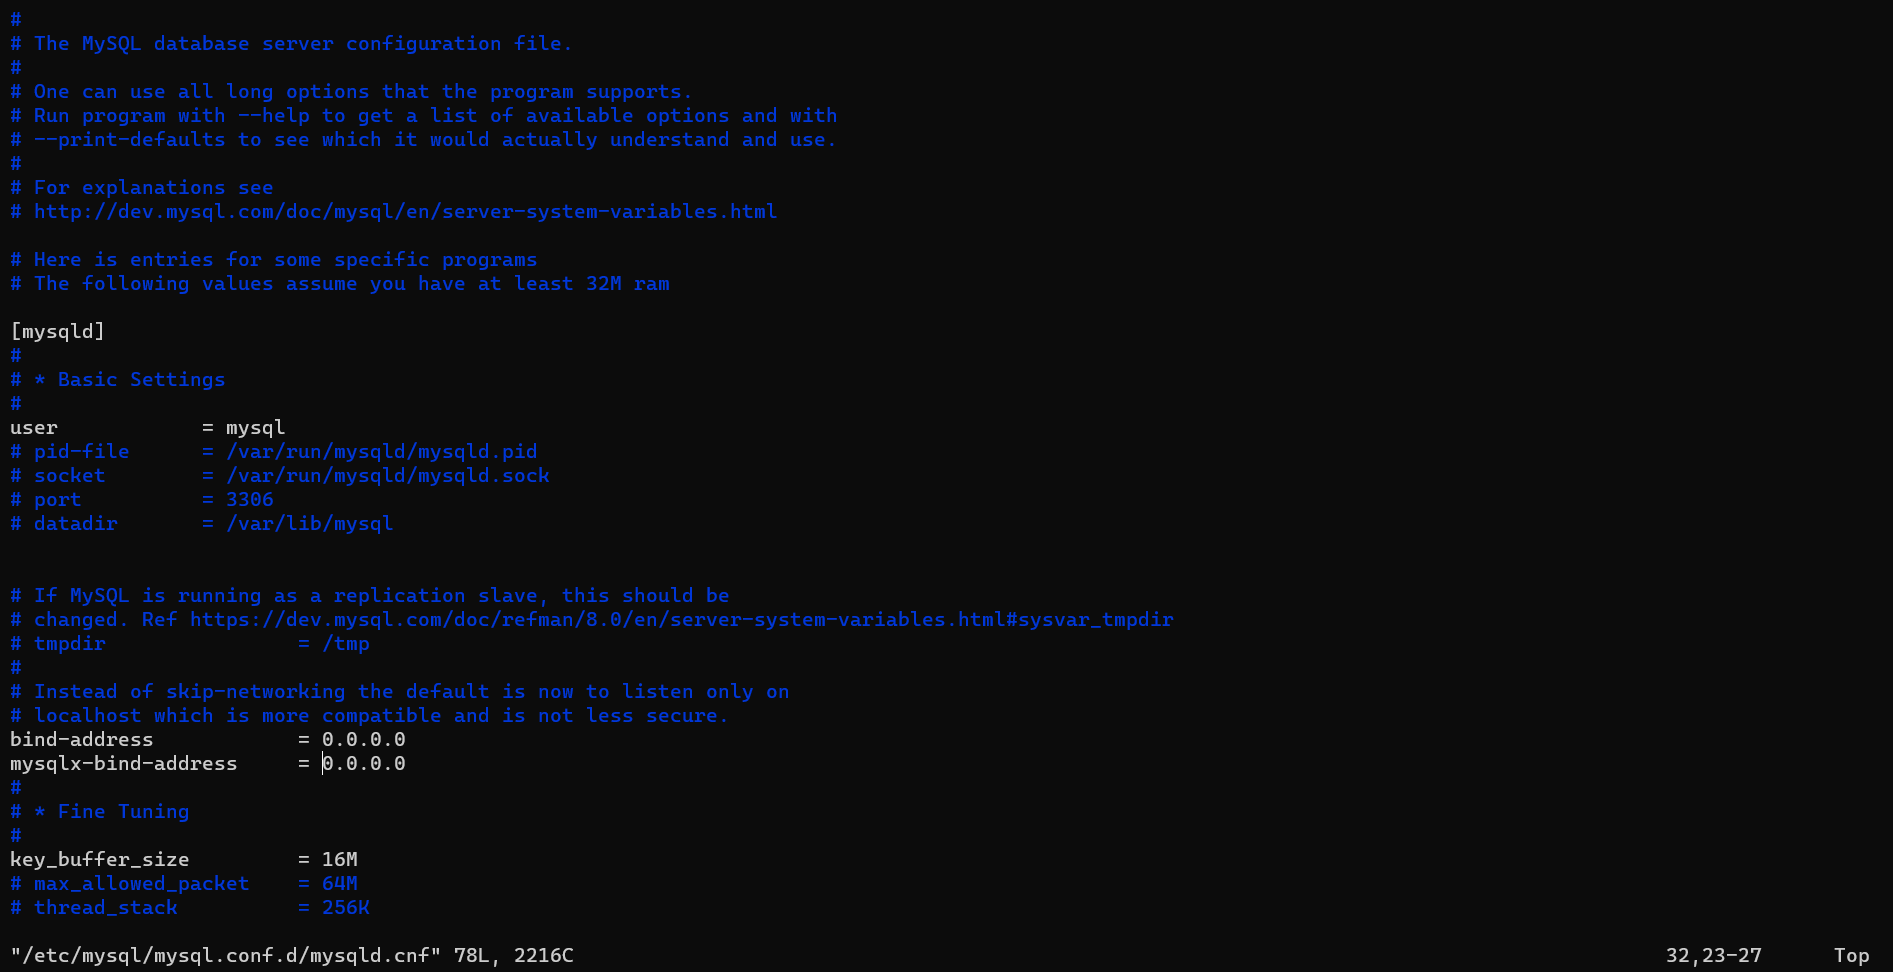 #
# The MySQL database server configuration file.
#
# One can use all long options that the program supports.
# Run program with --help to get a list of available options and with
# --print-defaults to see which it would actually understand and use.
#
# For explanations see
# http://dev.mysql.com/doc/mysql/en/server-system-variables.html

# Here is entries for some specific programs
# The following values assume you have at least 32M ram

[mysqld]
#
# * Basic Settings
#
user            = mysql
# pid-file      = /var/run/mysqld/mysqld.pid
# socket        = /var/run/mysqld/mysqld.sock
# port          = 3306
# datadir       = /var/lib/mysql


# If MySQL is running as a replication slave, this should be
# changed. Ref https://dev.mysql.com/doc/refman/8.0/en/server-system-variables.html#sysvar_tmpdir
# tmpdir                = /tmp
#
# Instead of skip-networking the default is now to listen only on
# localhost which is more compatible and is not less secure.
bind-address            = 0.0.0.0
mysqlx-bind-address     = 0.0.0.0
#
# * Fine Tuning
#
key_buffer_size         = 16M
# max_allowed_packet    = 64M
# thread_stack          = 256K

"/etc/mysql/mysql.conf.d/mysqld.cnf" 78L, 2216C 32,23-27 Top